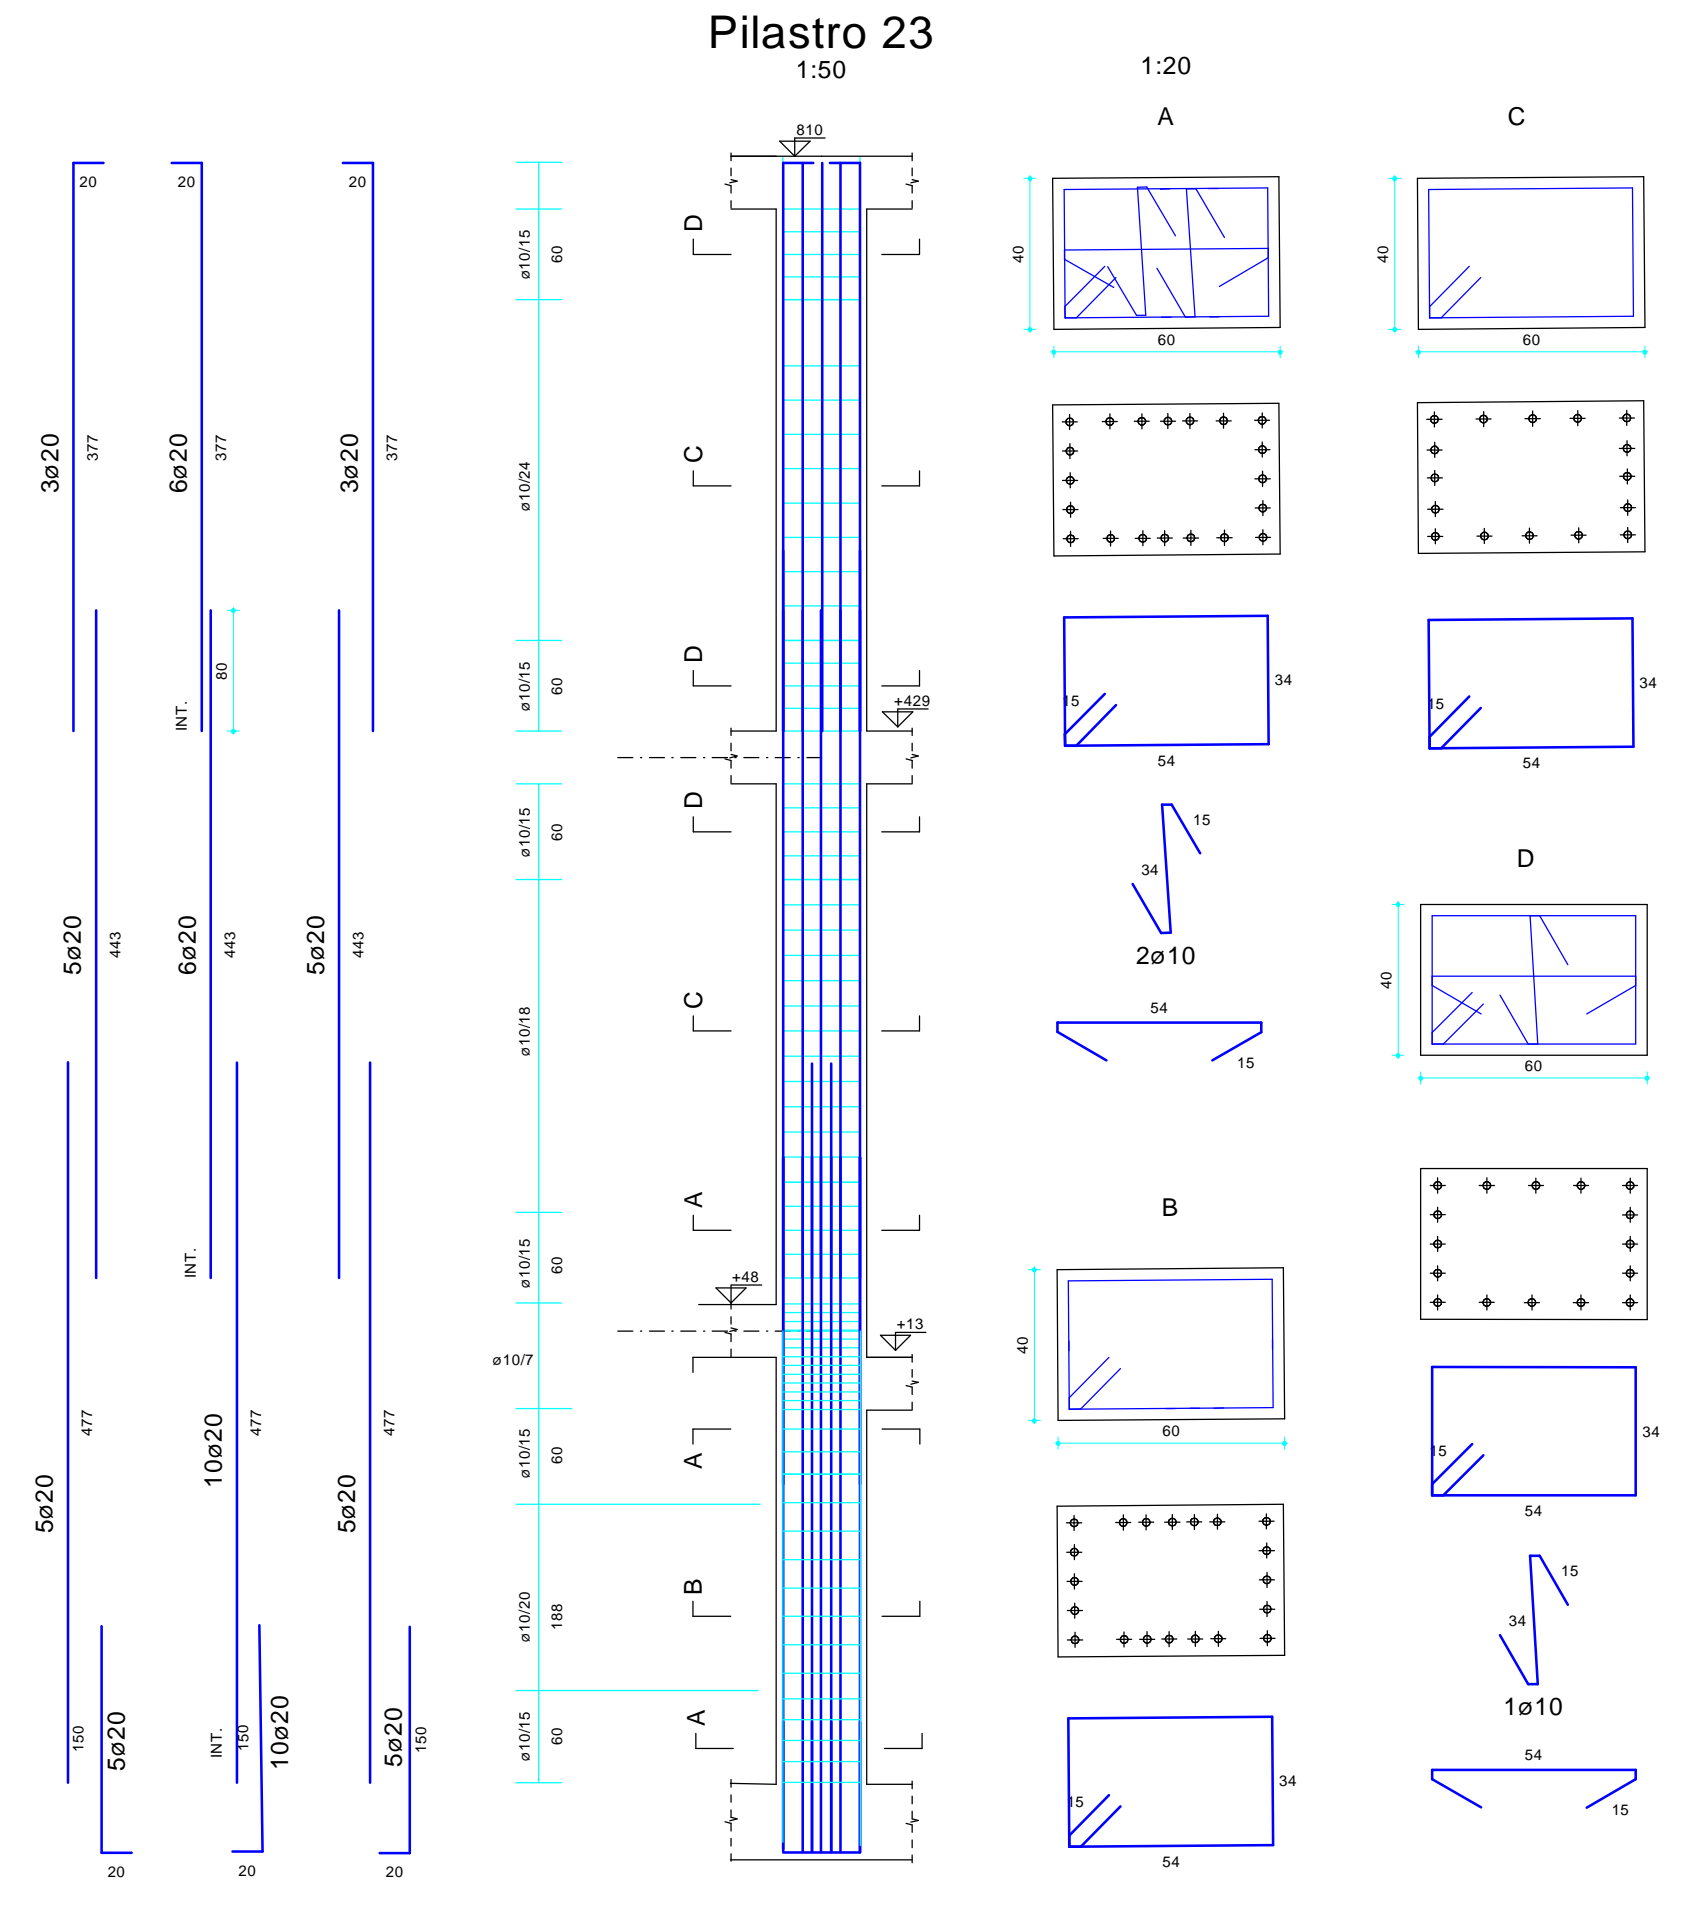 Pilastro 23
1:50
1:20
A
C
810
20
20
20
3ø20
377
6ø20
377
3ø20
377
ø10/15
60
D
40
60
40
60
ø10/24
C
80
INT.
ø10/15
60
D
+429
15
34
54
15
34
54
ø10/15
60
D
15
34
2ø10
D
5ø20
443
6ø20
443
5ø20
443
ø10/18
C
40
60
54
15
INT.
ø10/15
60
A
+48
+13
ø10/7
B
40
60
5ø20
477
10ø20
477
5ø20
477
ø10/15
60
A
15
34
54
ø10/20
188
B
15
34
1ø10
150
5ø20
INT.
150
10ø20
5ø20
150
ø10/15
60
A
15
34
54
54
15
20
20
20